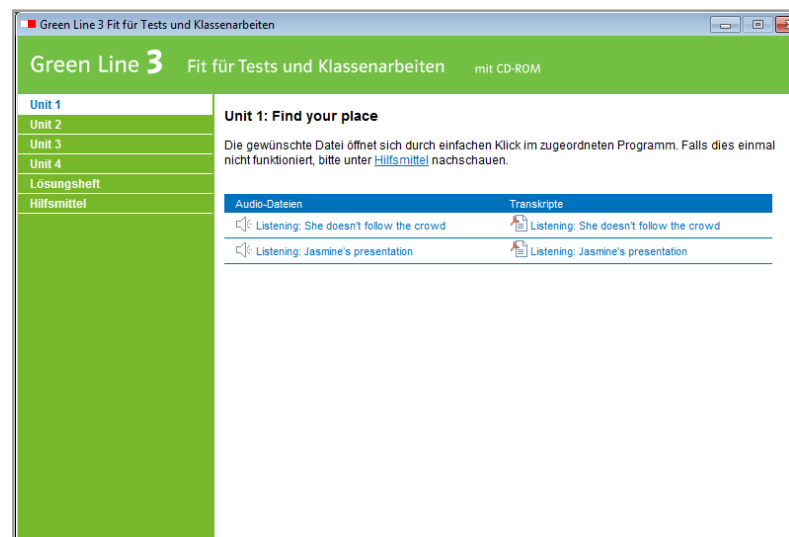 Green Line 3 Fit für Tests und Klassenarbeiten
Green Line 3 Fit für Tests und Klassenarbeiten mit CD-ROM
Unit 1
Unit 2
Unit 3
Unit 4
Lösungsheft
Hilfsmittel
Unit 1: Find your place
Die gewünschte Datei öffnet sich durch einfachen Klick im zugeordneten Programm. Falls dies einmal
nicht funktioniert, bitte unter Hilfsmittel nachschauen.
Audio-Dateien Transkripte
Listening: She doesn't follow the crowd Listening: She doesn't follow the crowd
Listening: Jasmine's presentation Listening: Jasmine's presentation